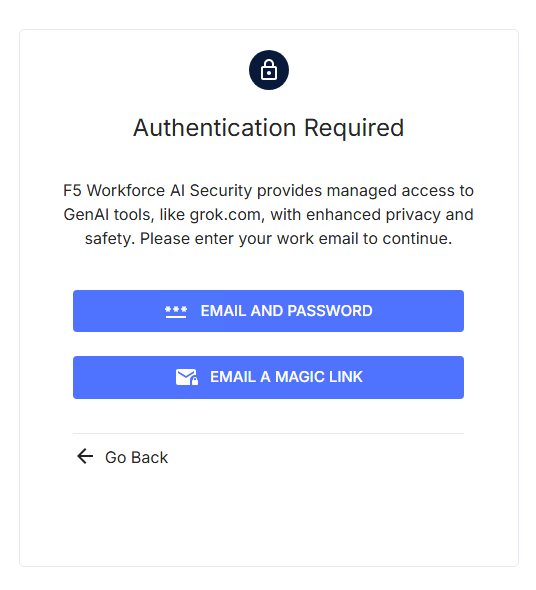 Authentication Required
F5 Workforce AI Security provides managed access to
GenAI tools, like grok.com, with enhanced privacy and
safety. Please enter your work email to continue.
*** EMAIL AND PASSWORD
EMAIL A MAGIC LINK
Go Back